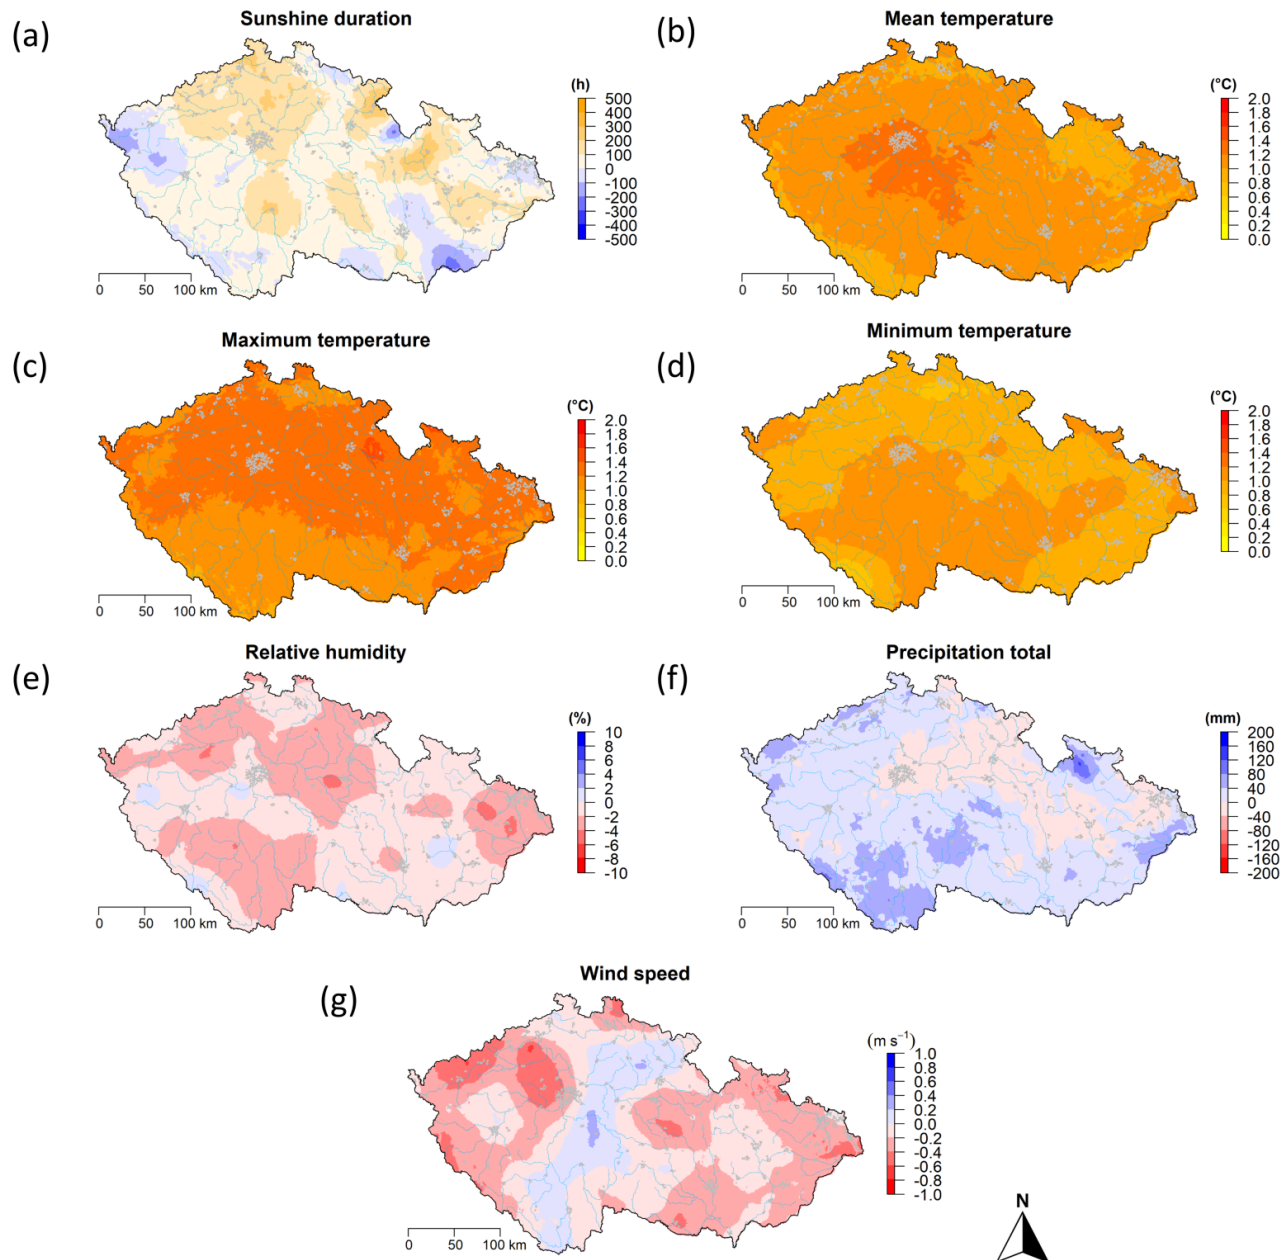 (a)
Sunshine duration
(h)
500
400
300
200
100
0
-100
-200
-300
-400
-500
0 50 100 km
(b)
Mean temperature
(°C)
2.0
1.8
1.6
1.4
1.2
1.0
0.8
0.6
0.4
0.2
0.0
0 50 100 km
(c)
Maximum temperature
(°C)
2.0
1.8
1.6
1.4
1.2
1.0
0.8
0.6
0.4
0.2
0.0
0 50 100 km
(d)
Minimum temperature
(°C)
2.0
1.8
1.6
1.4
1.2
1.0
0.8
0.6
0.4
0.2
0.0
0 50 100 km
(e)
Relative humidity
(%)
10
8
6
4
2
0
-2
-4
-6
-8
-10
0 50 100 km
(f)
Precipitation total
(mm)
200
160
120
80
40
0
-40
-80
-120
-160
-200
0 50 100 km
(g)
Wind speed
(m s⁻¹)
1.0
0.8
0.6
0.4
0.2
0.0
-0.2
-0.4
-0.6
-0.8
-1.0
0 50 100 km
N